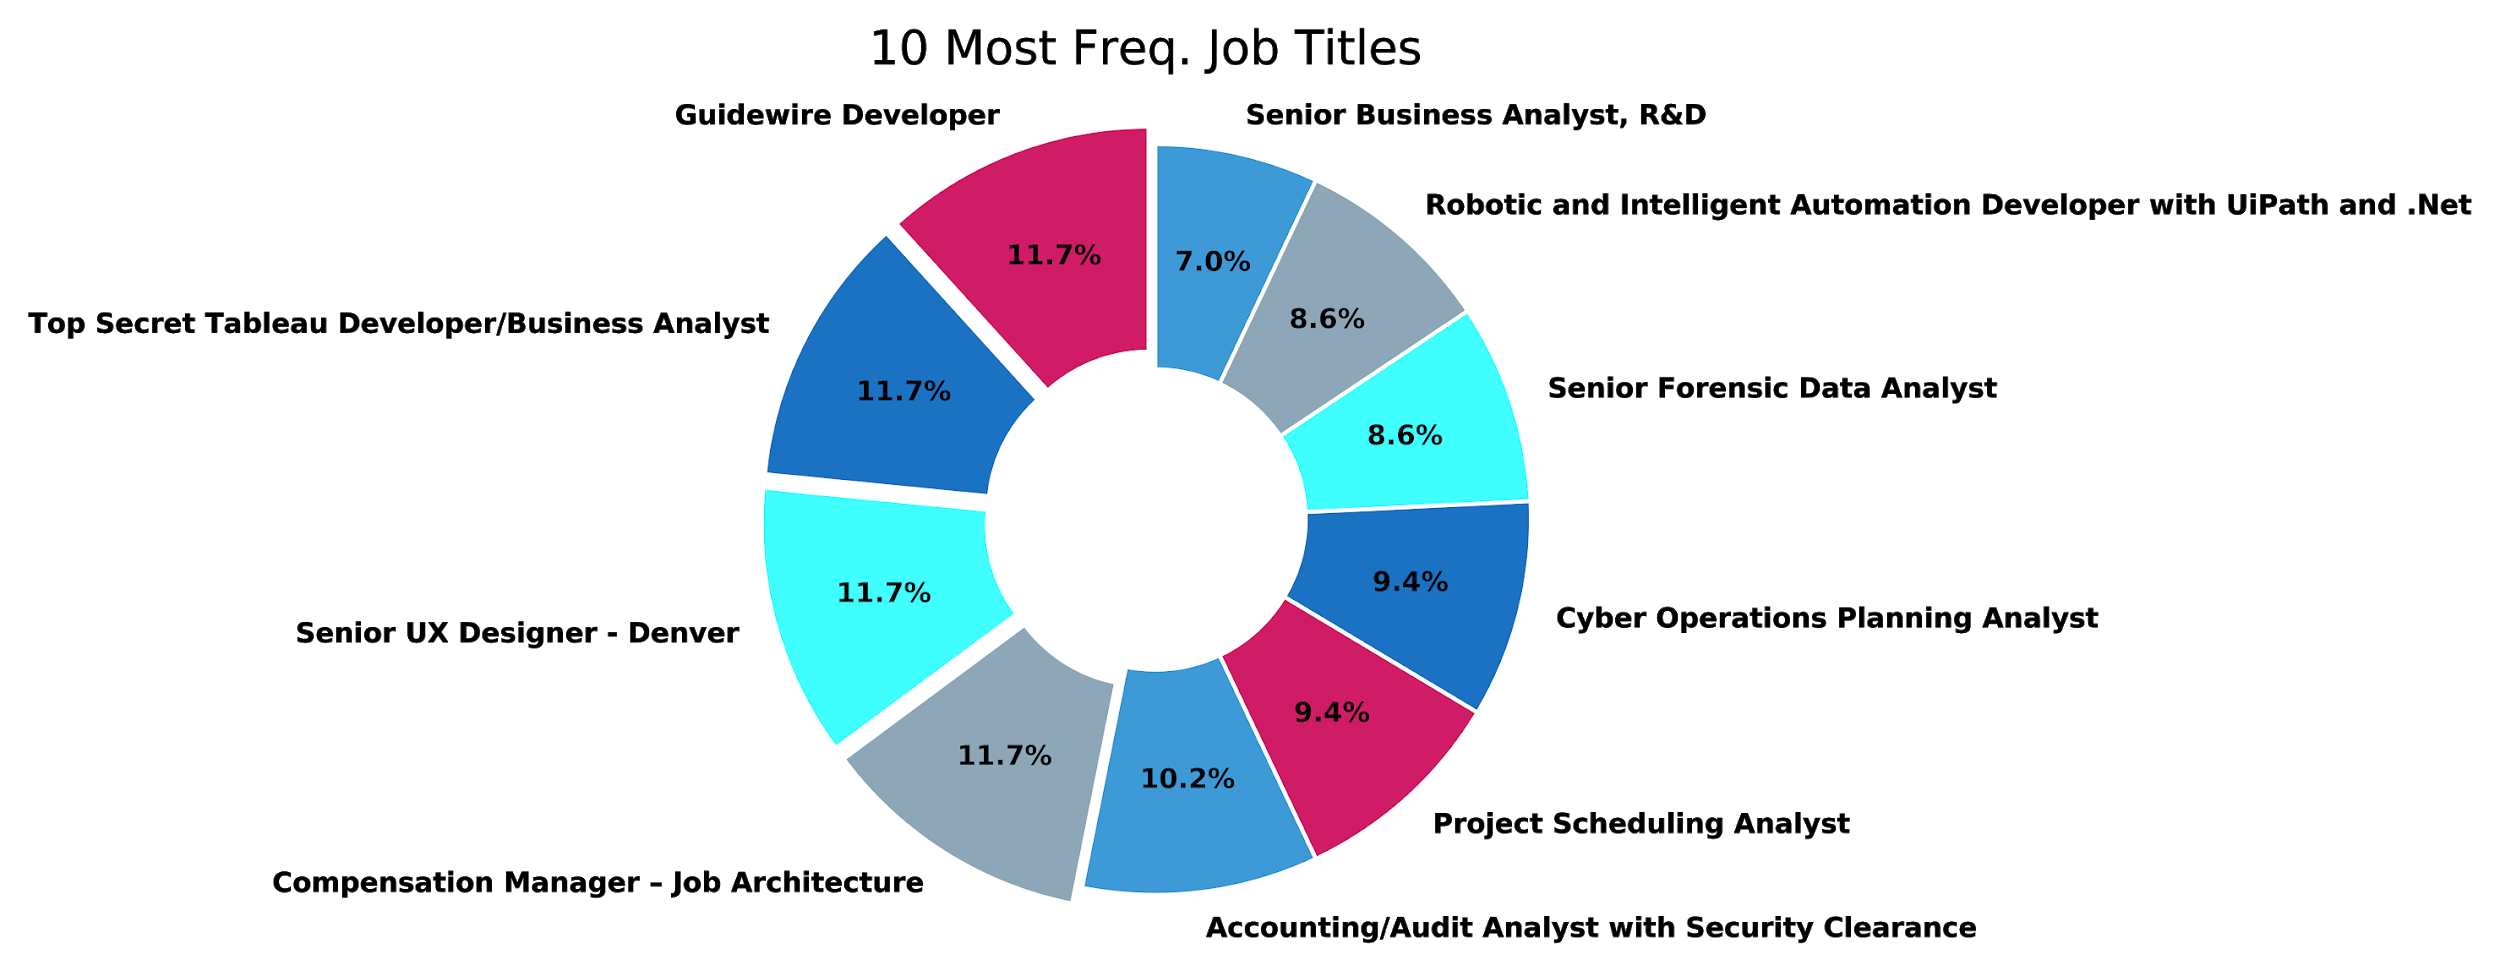 10 Most Freq. Job Titles
Guidewire Developer
Senior Business Analyst, R&D
Robotic and Intelligent Automation Developer with UiPath and .Net
11.7%
7.0%
8.6%
Top Secret Tableau Developer/Business Analyst
Senior Forensic Data Analyst
11.7%
8.6%
9.4%
11.7%
Cyber Operations Planning Analyst
Senior UX Designer - Denver
9.4%
11.7%
10.2%
Project Scheduling Analyst
Compensation Manager – Job Architecture
Accounting/Audit Analyst with Security Clearance